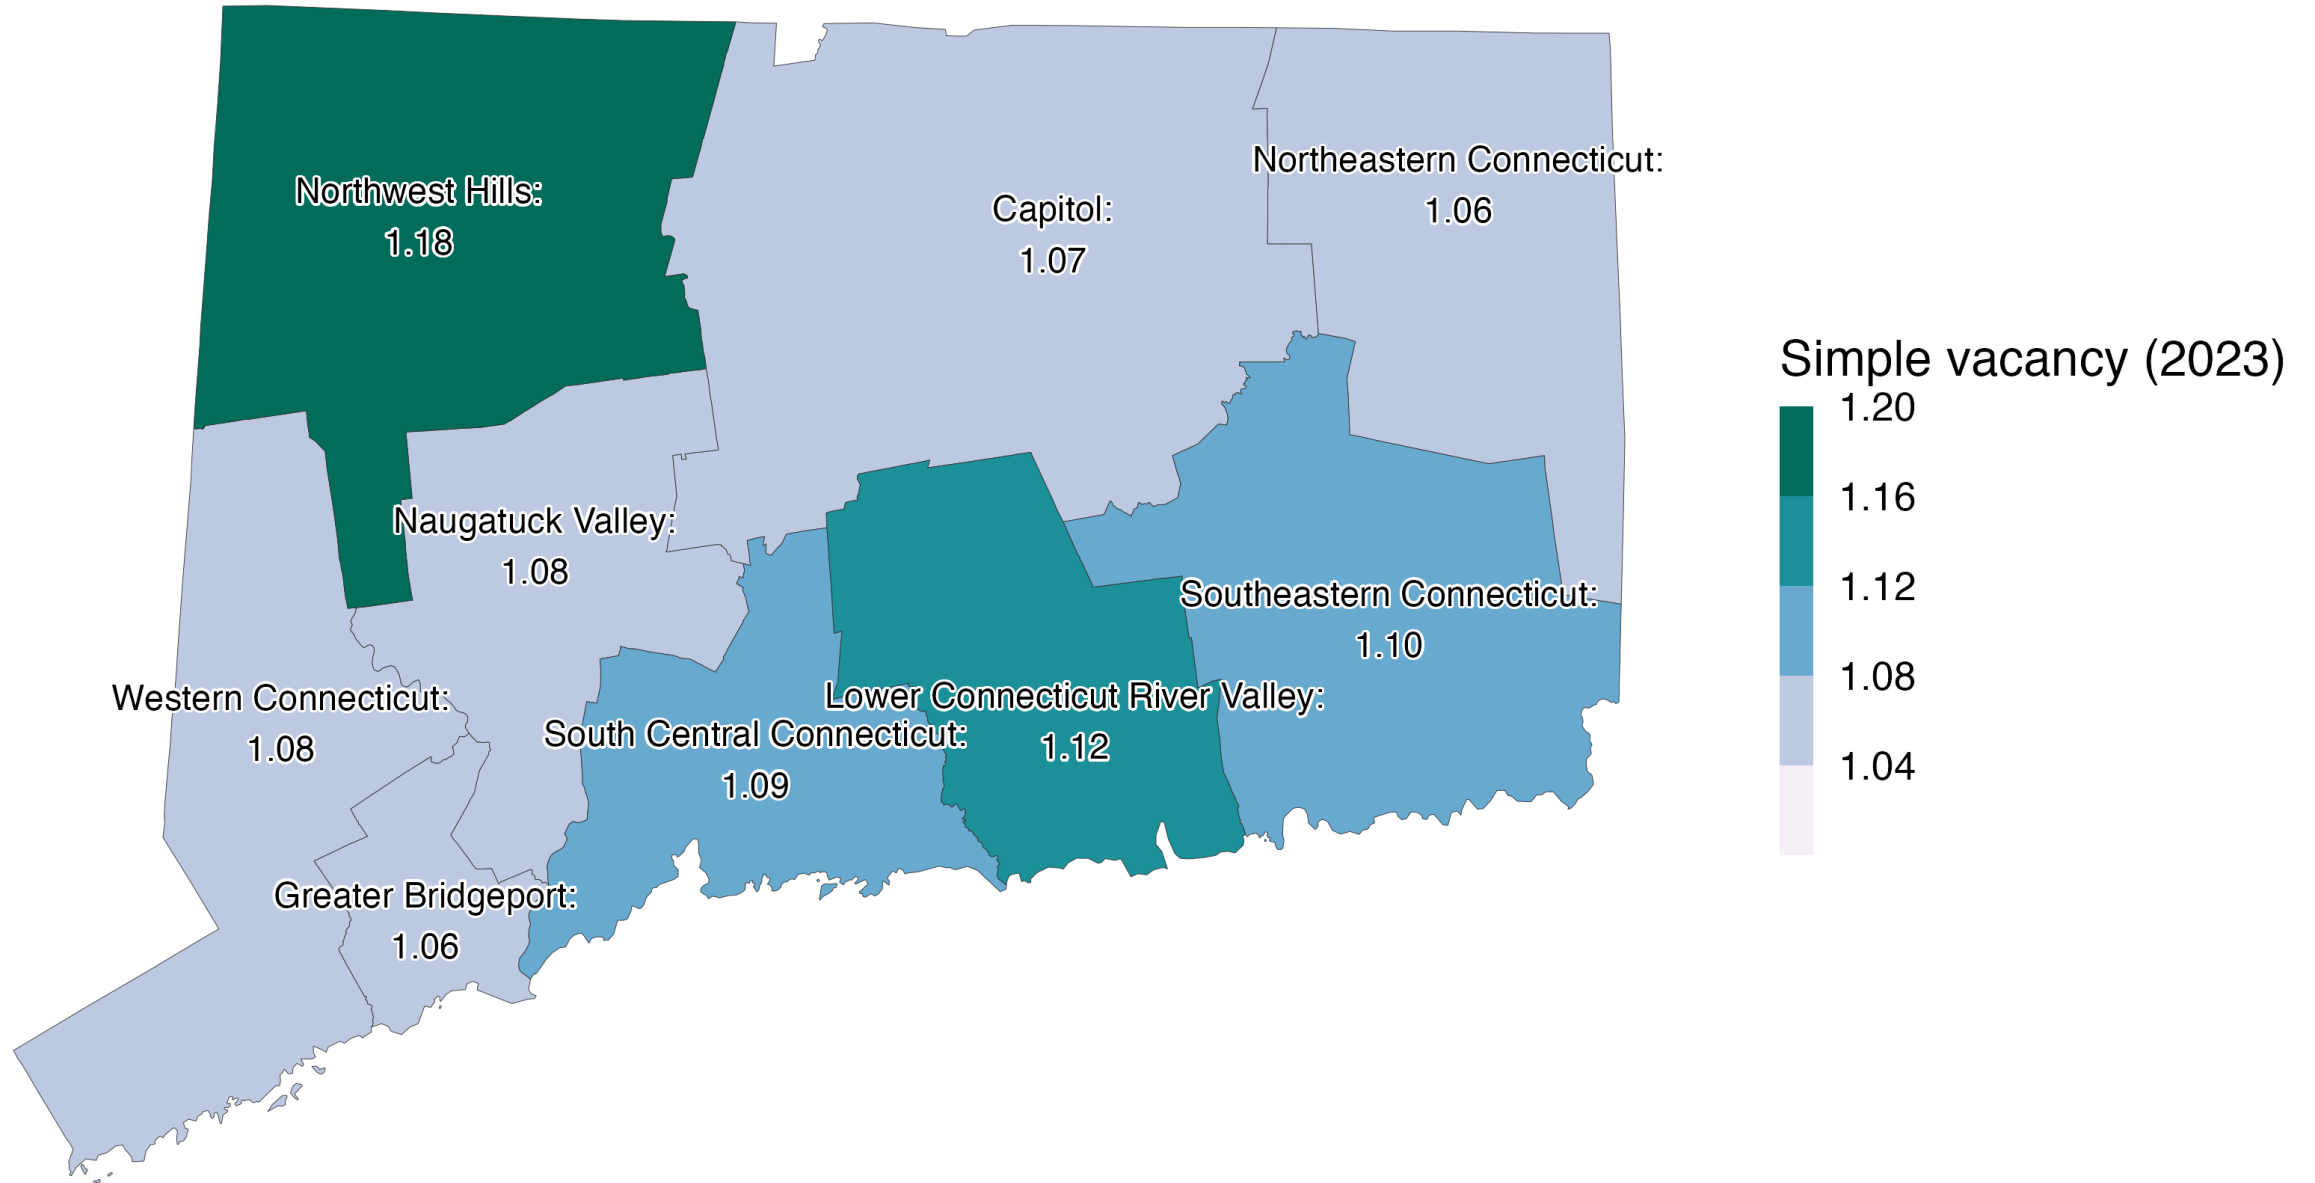 Northwest Hills:
1.18
Capitol:
1.07
Northeastern Connecticut:
1.06
Naugatuck Valley:
1.08
Southeastern Connecticut:
1.10
Western Connecticut:
1.08
Lower Connecticut River Valley:
1.12
South Central Connecticut:
1.09
Greater Bridgeport:
1.06
Simple vacancy (2023)
1.20
1.16
1.12
1.08
1.04